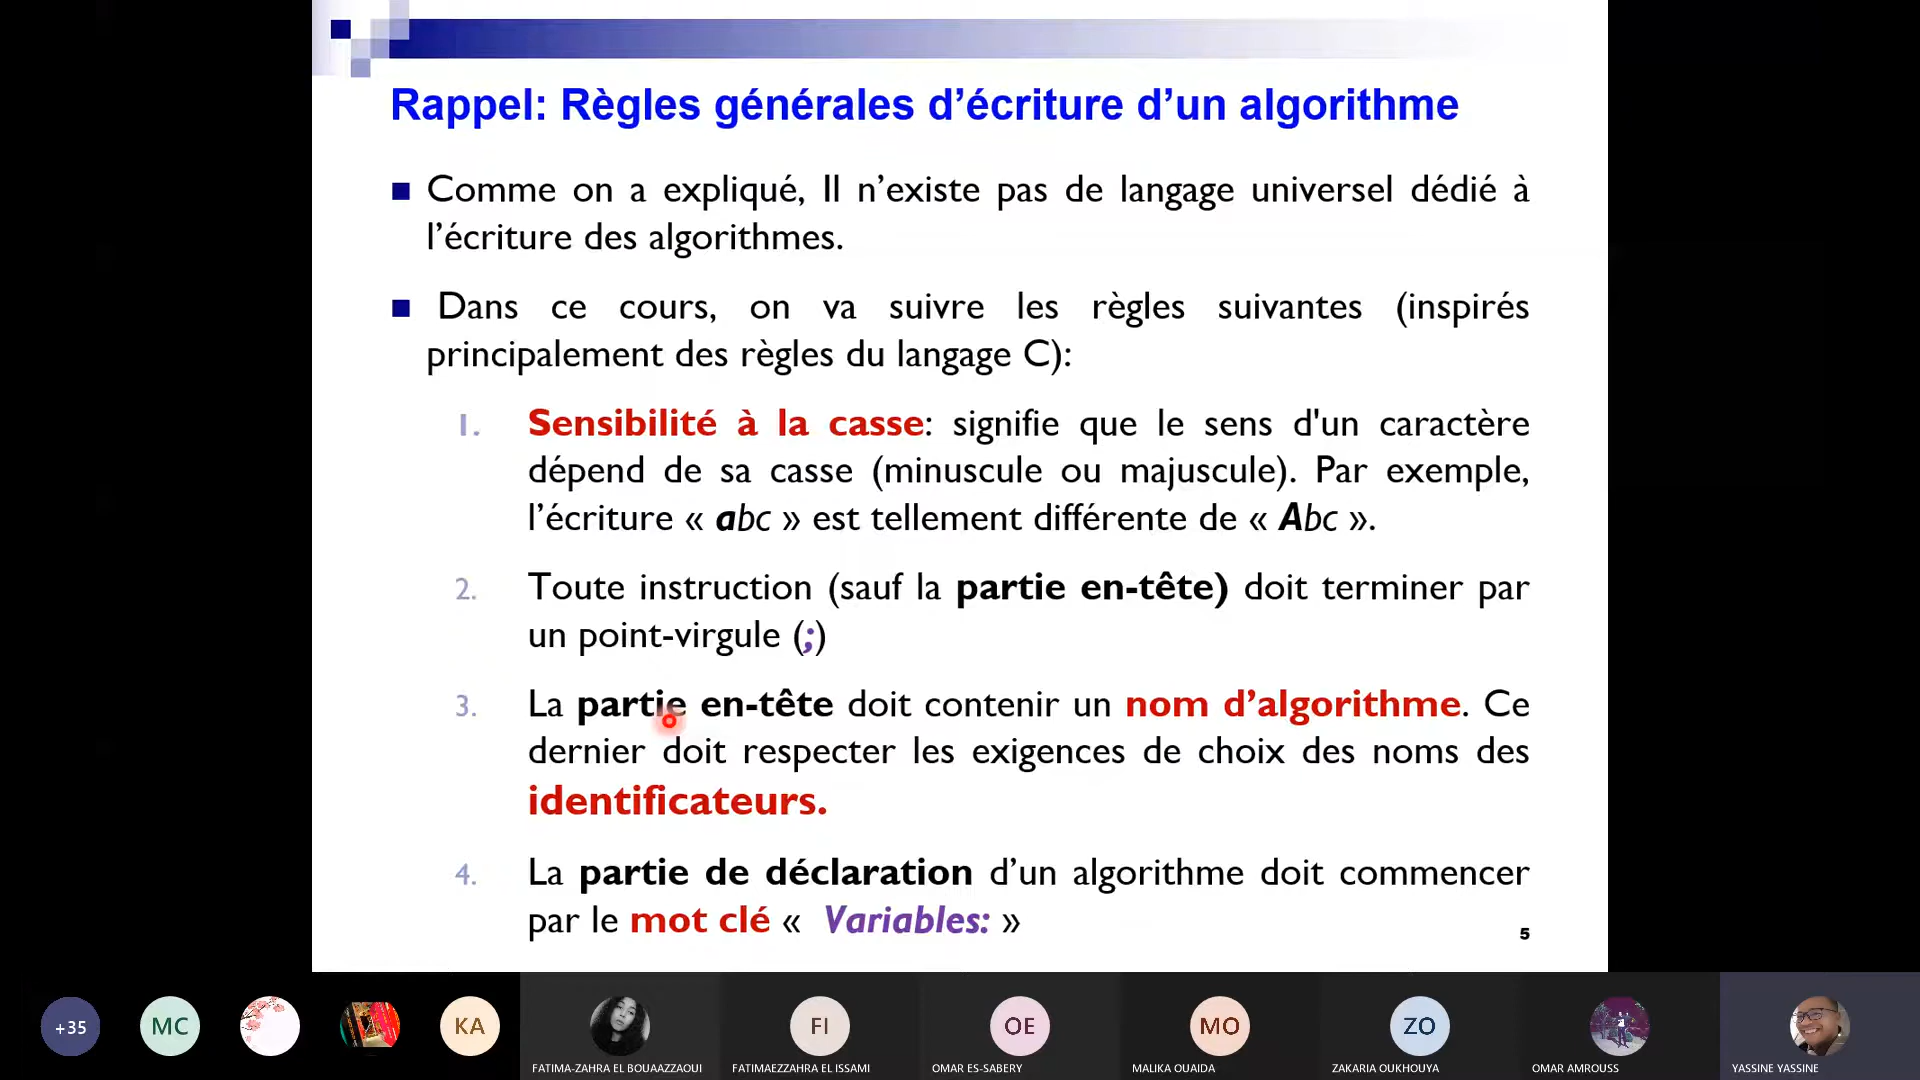 Rappel: Règles générales d’écriture d’un algorithme
Comme on a expliqué, Il n’existe pas de langage universel dédié à
l’écriture des algorithmes.
Dans ce cours, on va suivre les règles suivantes (inspirés
principalement des règles du langage C):
1. Sensibilité à la casse: signifie que le sens d'un caractère
dépend de sa casse (minuscule ou majuscule). Par exemple,
l’écriture « abc » est tellement différente de « Abc ».
2. Toute instruction (sauf la partie en-tête) doit terminer par
un point-virgule (;)
3. La partie en-tête doit contenir un nom d’algorithme. Ce
dernier doit respecter les exigences de choix des noms des
identificateurs.
4. La partie de déclaration d’un algorithme doit commencer
par le mot clé « Variables: »
5
+35 MC KA FI OE MO ZO
FATIMA-ZAHRA EL BOUAAZZAOUI FATIMAEZZAHRA EL ISSAMI OMAR ES-SABERY MALIKA OUAIDA ZAKARIA OUKHOUYA OMAR AMROUSS YASSINE YASSINE